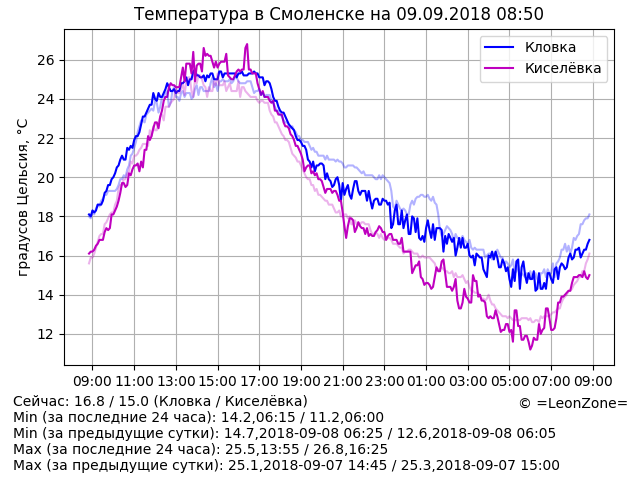 Температура в Смоленске на 09.09.2018 08:50
градусов Цельсия, °C
26
24
22
20
18
16
14
12
Кловка
Киселёвка
09:00 11:00 13:00 15:00 17:00 19:00 21:00 23:00 01:00 03:00 05:00 07:00 09:00
Сейчас: 16.8 / 15.0 (Кловка / Киселёвка)
© =LeonZone=
Min (за последние 24 часа): 14.2,06:15 / 11.2,06:00
Min (за предыдущие сутки): 14.7,2018-09-08 06:25 / 12.6,2018-09-08 06:05
Max (за последние 24 часа): 25.5,13:55 / 26.8,16:25
Max (за предыдущие сутки): 25.1,2018-09-07 14:45 / 25.3,2018-09-07 15:00